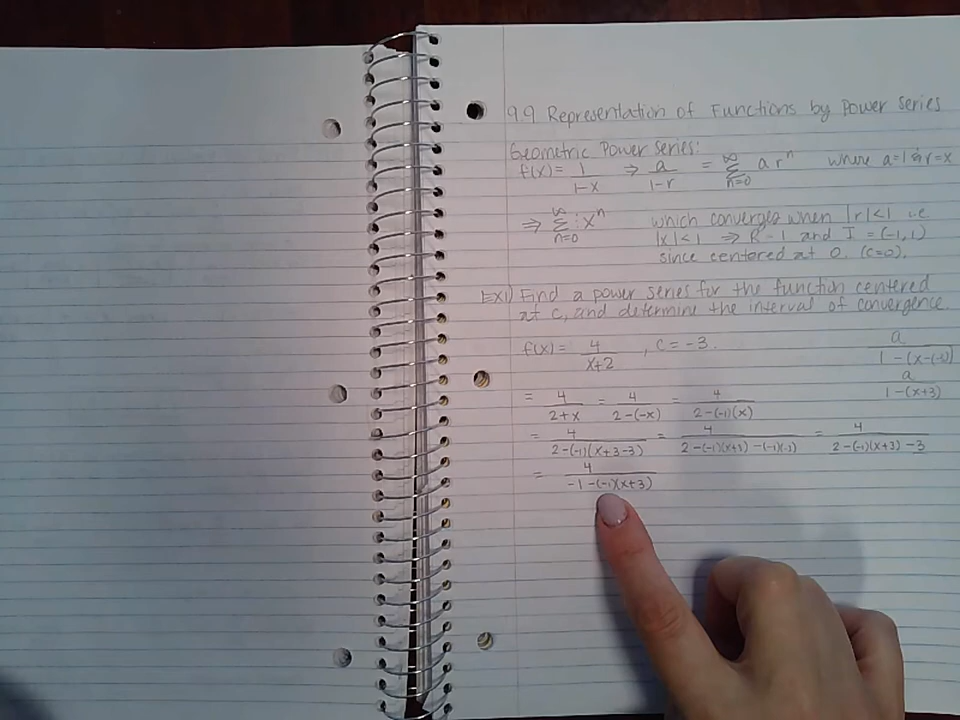 9.9 Representation of Functions by Power Series
Geometric Power Series:
f(x) = 1/(1-x) ⇒ a/(1-r) = ∞Σn=0 a r^n where a=1 & r=x
⇒ ∞Σn=0 x^n which converges when |r|<1 i.e
|x|<1 ⇒ R=1 and I = (-1,1)
since centered at 0. (c=0).
EX1) Find a power series for the function centered
at c, and determine the interval of convergence.
f(x) = 4/(x+2) , c = -3. a/(1-(x-(-3)))
a/(1-(x+3))
= 4/(2+x) = 4/(2-(-x)) = 4/(2-(-1)(x))
= 4/(2-(-1)(x+3-3)) = 4/(2-(-1)(x+3)-(-1)(-3)) = 4/(2-(-1)(x+3)-3)
= 4/(-1-(-1)(x+3))